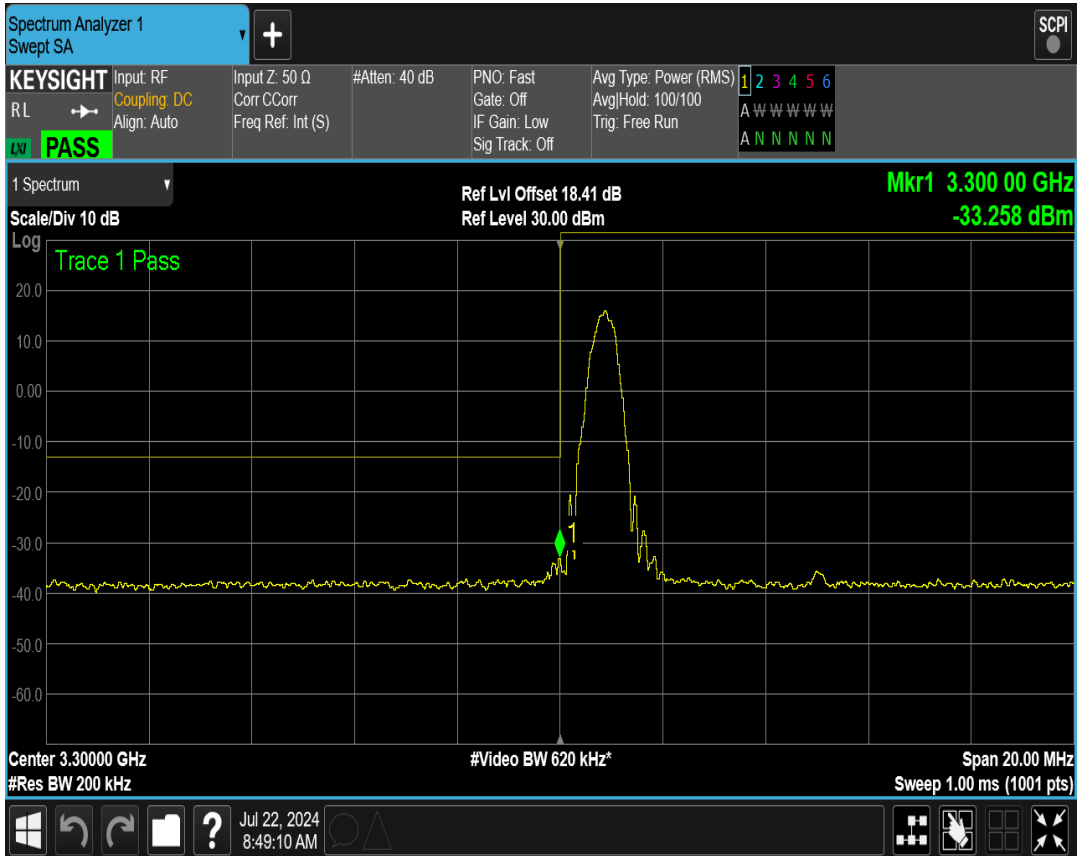 Spectrum Analyzer 1
Swept SA
SCPI
KEYSIGHT
RL
LXI PASS
Input: RF
Coupling: DC
Align: Auto
Input Z: 50 Ω
Corr CCorr
Freq Ref: Int (S)
#Atten: 40 dB
PNO: Fast
Gate: Off
IF Gain: Low
Sig Track: Off
Avg Type: Power (RMS)
Avg|Hold: 100/100
Trig: Free Run
1 2 3 4 5 6
A W W W W W
A N N N N N
1 Spectrum
Scale/Div 10 dB
Ref Lvl Offset 18.41 dB
Ref Level 30.00 dBm
Mkr1 3.300 00 GHz
-33.258 dBm
Log
Trace 1 Pass
20.0
10.0
0.00
-10.0
-20.0
-30.0
-40.0
-50.0
-60.0
1
Center 3.30000 GHz
#Res BW 200 kHz
#Video BW 620 kHz*
Span 20.00 MHz
Sweep 1.00 ms (1001 pts)
?
Jul 22, 2024
8:49:10 AM